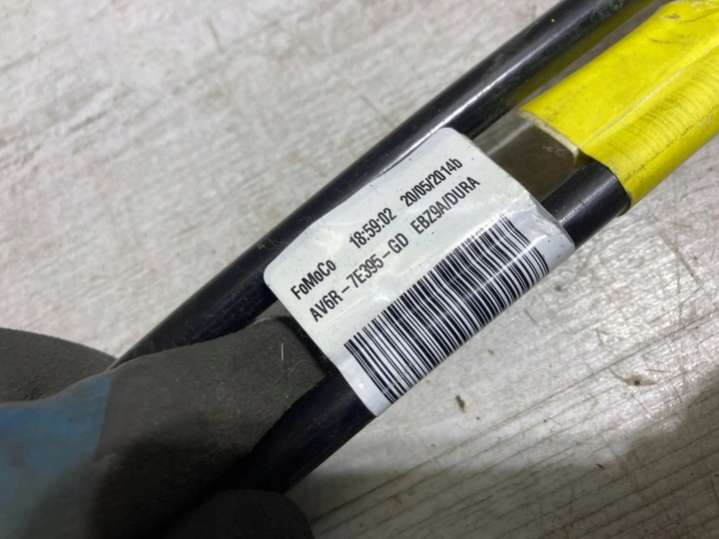 FoMoCo 18:59:02 20/05/2014b
AV6R-7E395-GD EBZ9A/DURA